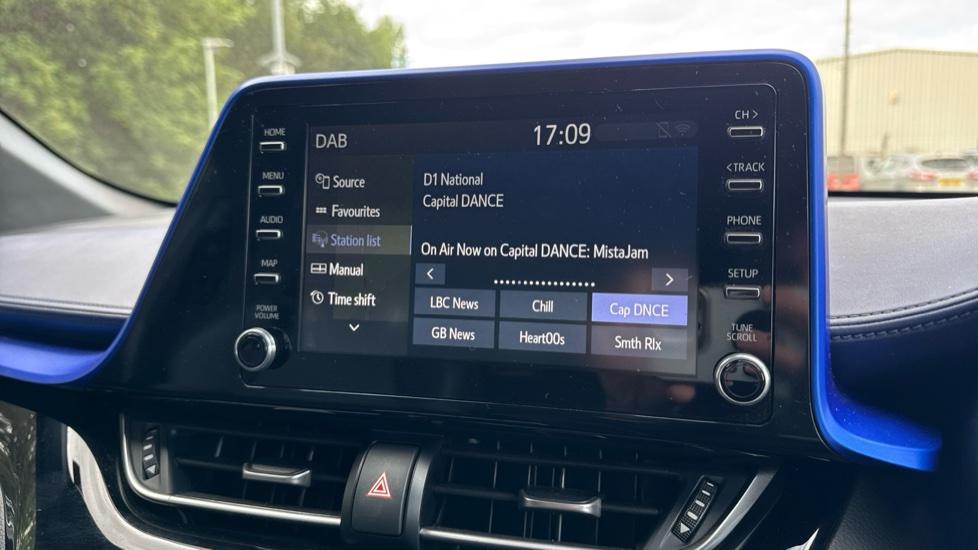 HOME
MENU
AUDIO
MAP
POWER
VOLUME
DAB
17:09
Source
Favourites
Station list
Manual
Time shift
D1 National
Capital DANCE
On Air Now on Capital DANCE: MistaJam
LBC News
Chill
Cap DNCE
GB News
Heart00s
Smth Rlx
CH >
< TRACK
PHONE
SETUP
TUNE
SCROLL